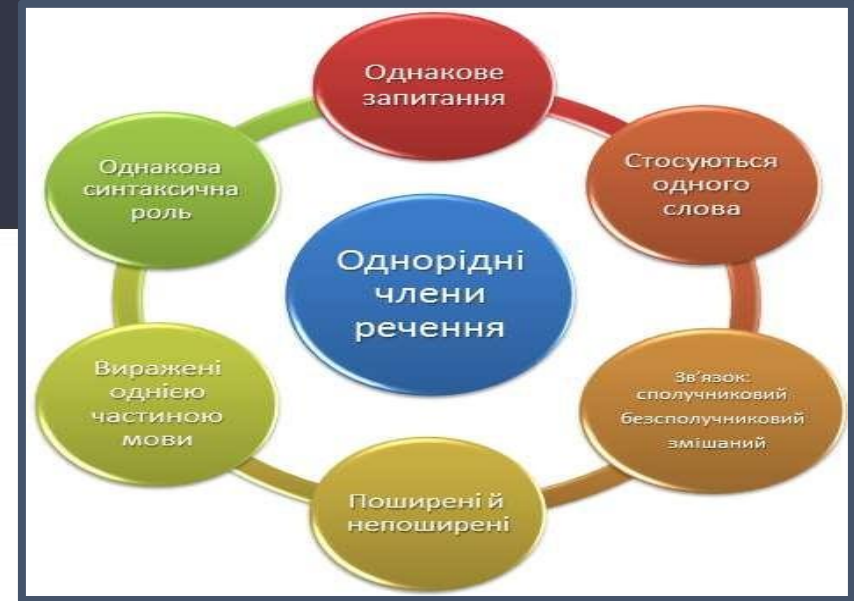 Однакове
запитання
Стосуються
одного
слова
Зв'язок:
сполучниковий
безсполучниковий
змішаний
Поширені й
непоширені
Виражені
однією
частиною
мови
Однакова
синтаксична
роль
Однорідні
члени
речення